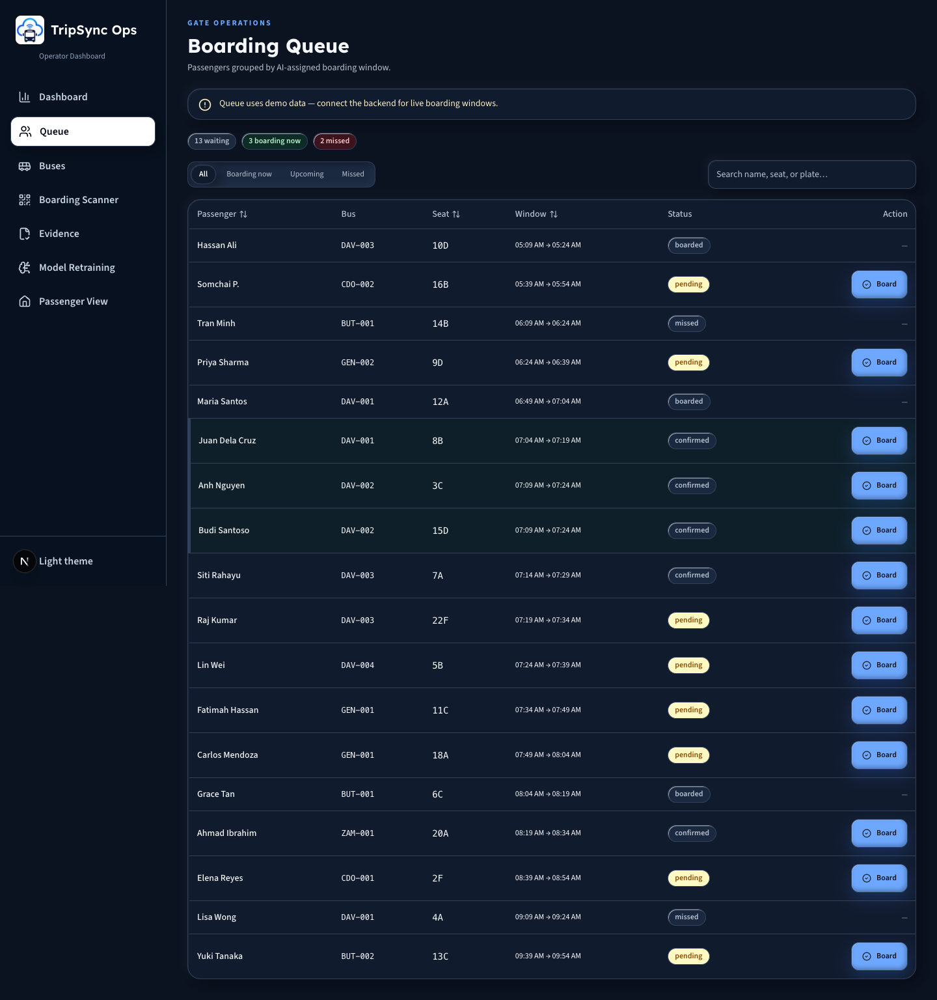 TripSync Ops
Operator Dashboard
Dashboard
Queue
Buses
Boarding Scanner
Evidence
Model Retraining
Passenger View
N Light theme
GATE OPERATIONS
Boarding Queue
Passengers grouped by AI-assigned boarding window.
Queue uses demo data — connect the backend for live boarding windows.
13 waiting 3 boarding now 2 missed
All Boarding now Upcoming Missed Search name, seat, or plate…
Passenger Bus Seat Window Status Action
Hassan Ali DAV-003 10D 05:09 AM → 05:24 AM boarded —
Somchai P. CDO-002 16B 05:39 AM → 05:54 AM pending Board
Tran Minh BUT-001 14B 06:09 AM → 06:24 AM missed —
Priya Sharma GEN-002 9D 06:24 AM → 06:39 AM pending Board
Maria Santos DAV-001 12A 06:49 AM → 07:04 AM boarded —
Juan Dela Cruz DAV-001 8B 07:04 AM → 07:19 AM confirmed Board
Anh Nguyen DAV-002 3C 07:09 AM → 07:24 AM confirmed Board
Budi Santoso DAV-002 15D 07:09 AM → 07:24 AM confirmed Board
Siti Rahayu DAV-003 7A 07:14 AM → 07:29 AM confirmed Board
Raj Kumar DAV-003 22F 07:19 AM → 07:34 AM pending Board
Lin Wei DAV-004 5B 07:24 AM → 07:39 AM pending Board
Fatimah Hassan GEN-001 11C 07:34 AM → 07:49 AM pending Board
Carlos Mendoza GEN-001 18A 07:49 AM → 08:04 AM pending Board
Grace Tan BUT-001 6C 08:04 AM → 08:19 AM boarded —
Ahmad Ibrahim ZAM-001 20A 08:19 AM → 08:34 AM confirmed Board
Elena Reyes CDO-001 2F 08:39 AM → 08:54 AM pending Board
Lisa Wong DAV-001 4A 09:09 AM → 09:24 AM missed —
Yuki Tanaka BUT-002 13C 09:39 AM → 09:54 AM pending Board